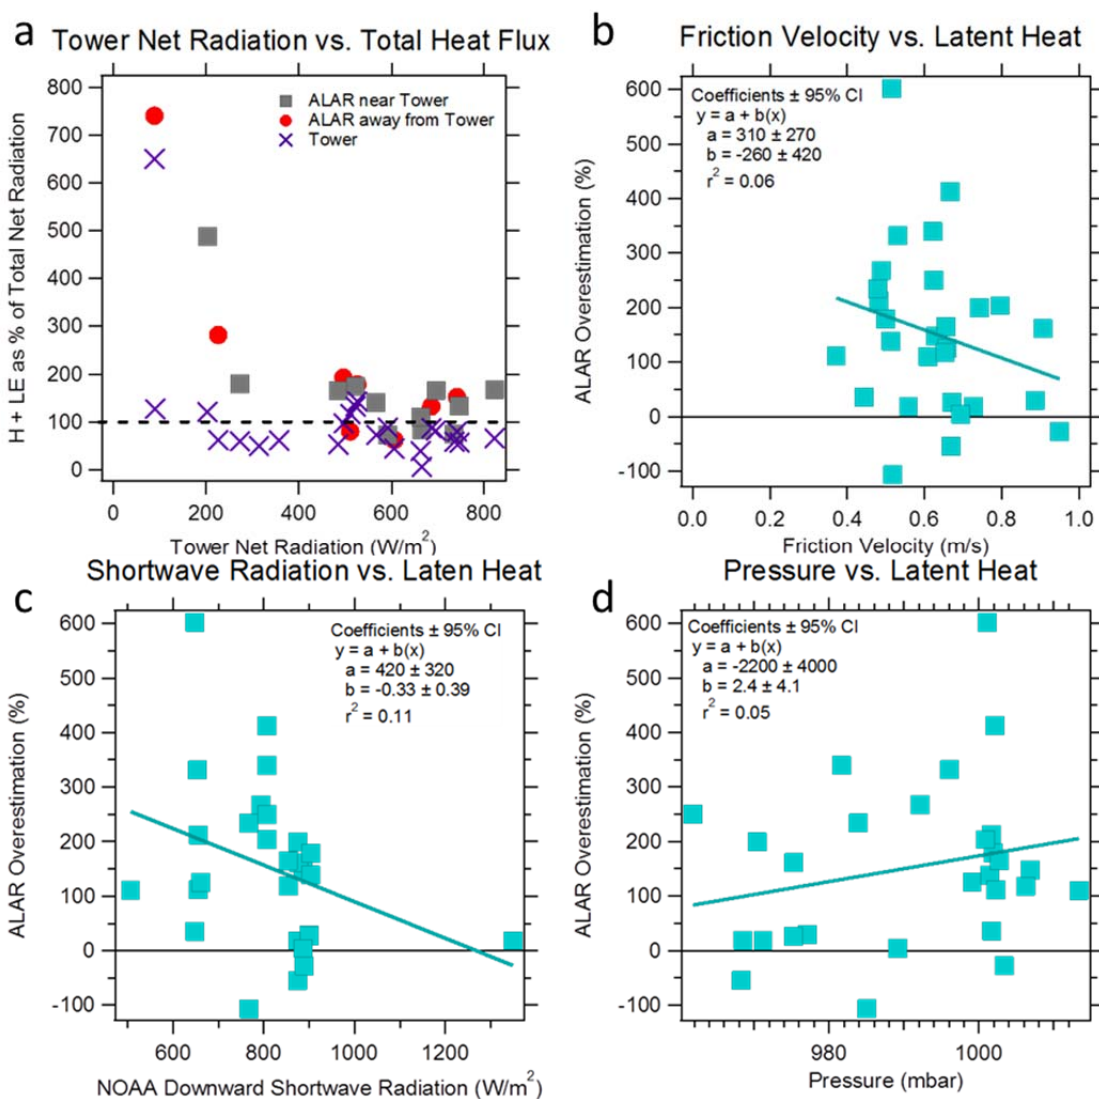 a
Tower Net Radiation vs. Total Heat Flux
H + LE as % of Total Net Radiation
800
700
600
500
400
300
200
100
0
ALAR near Tower
ALAR away from Tower
Tower
0 200 400 600 800
Tower Net Radiation (W/m²)
b
Friction Velocity vs. Latent Heat
ALAR Overestimation (%)
600
500
400
300
200
100
0
-100
Coefficients ± 95% CI
y = a + b(x)
a = 310 ± 270
b = -260 ± 420
r² = 0.06
0.0 0.2 0.4 0.6 0.8 1.0
Friction Velocity (m/s)
c
Shortwave Radiation vs. Laten Heat
ALAR Overestimation (%)
600
500
400
300
200
100
0
-100
Coefficients ± 95% CI
y = a + b(x)
a = 420 ± 320
b = -0.33 ± 0.39
r² = 0.11
600 800 1000 1200
NOAA Downward Shortwave Radiation (W/m²)
d
Pressure vs. Latent Heat
ALAR Overestimation (%)
600
500
400
300
200
100
0
-100
Coefficients ± 95% CI
y = a + b(x)
a = -2200 ± 4000
b = 2.4 ± 4.1
r² = 0.05
980 1000
Pressure (mbar)